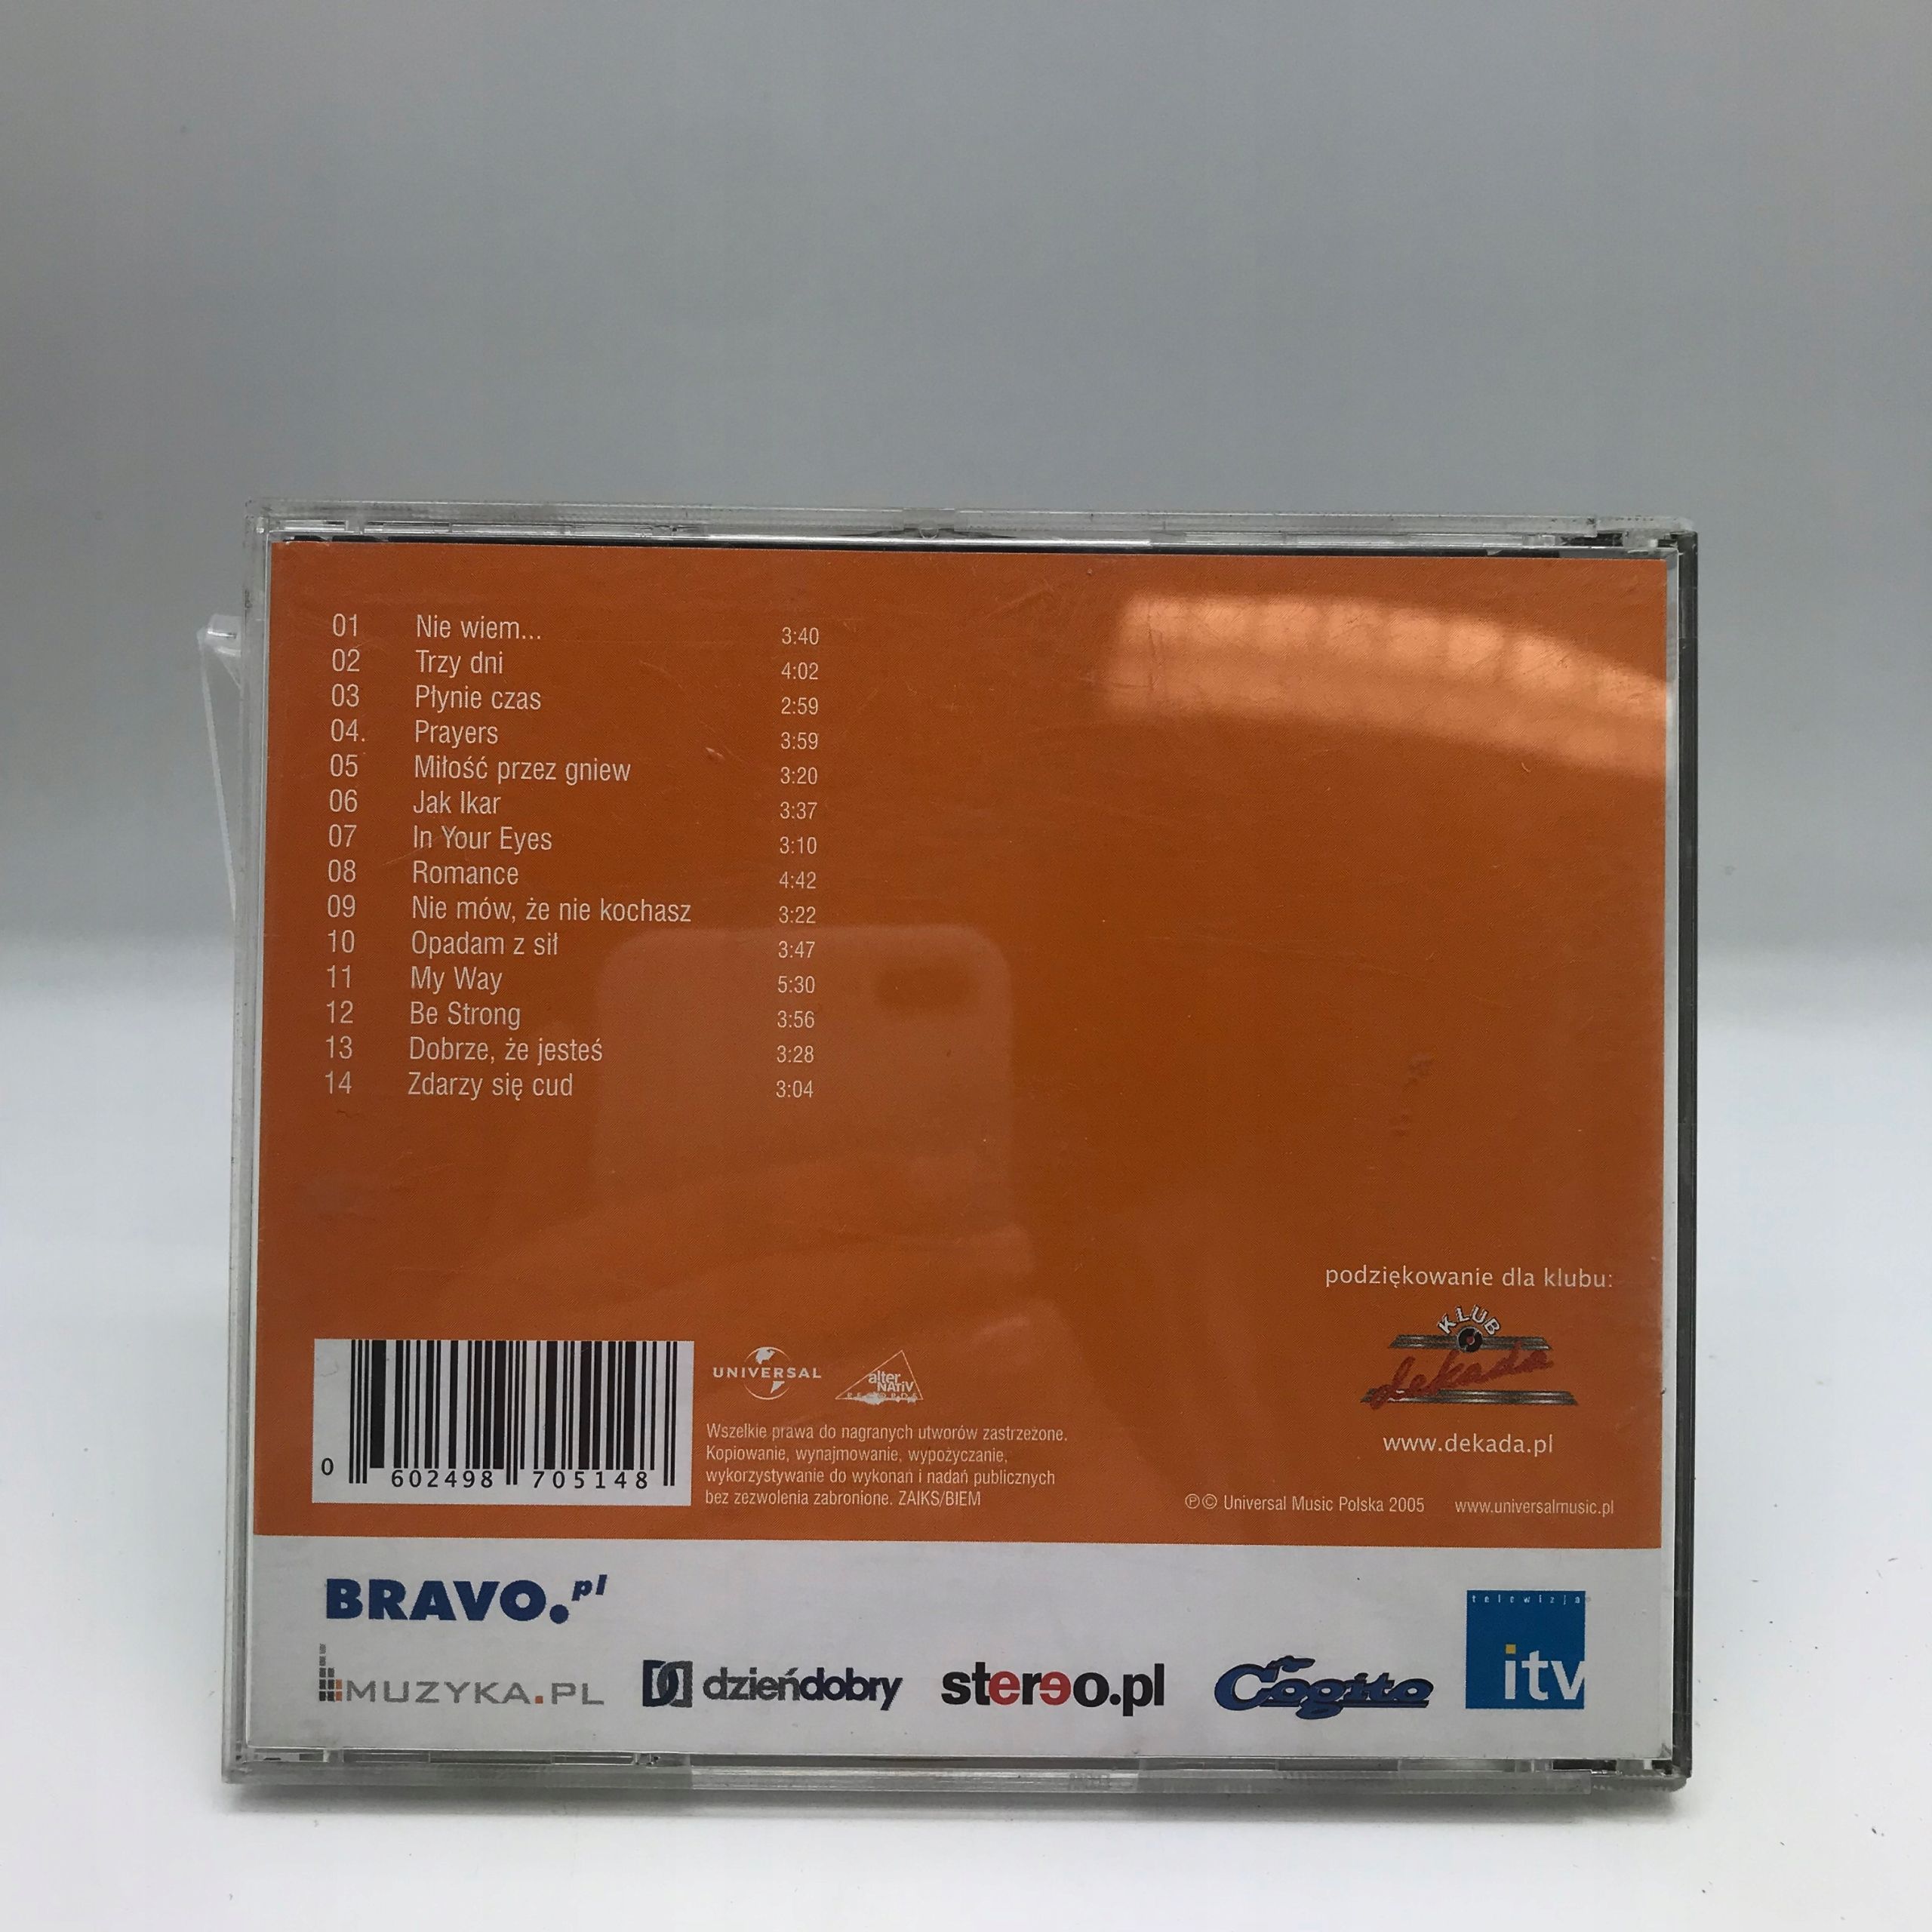 01 Nie wiem... 3:40
02 Trzy dni 4:02
03 Płynie czas 2:59
04. Prayers 3:59
05 Miłość przez gniew 3:20
06 Jak Ikar 3:37
07 In Your Eyes 3:10
08 Romance 4:42
09 Nie mów, że nie kochasz 3:22
10 Opadam z sił 3:47
11 My Way 5:30
12 Be Strong 3:56
13 Dobrze, że jesteś 3:28
14 Zdarzy się cud 3:04
podziękowanie dla klubu:
KLUB
dekada
www.dekada.pl
0 602498 705148
UNIVERSAL
alter
NATiV
RECORDS
Wszelkie prawa do nagranych utworów zastrzeżone.
Kopiowanie, wynajmowanie, wypożyczanie,
wykorzystywanie do wykonań i nadań publicznych
bez zezwolenia zabronione. ZAIKS/BIEM
℗© Universal Music Polska 2005 www.universalmusic.pl
BRAVO.pl
MUZYKA.PL
dzieńdobry
stereo.pl
Cogito
telewizja
itv